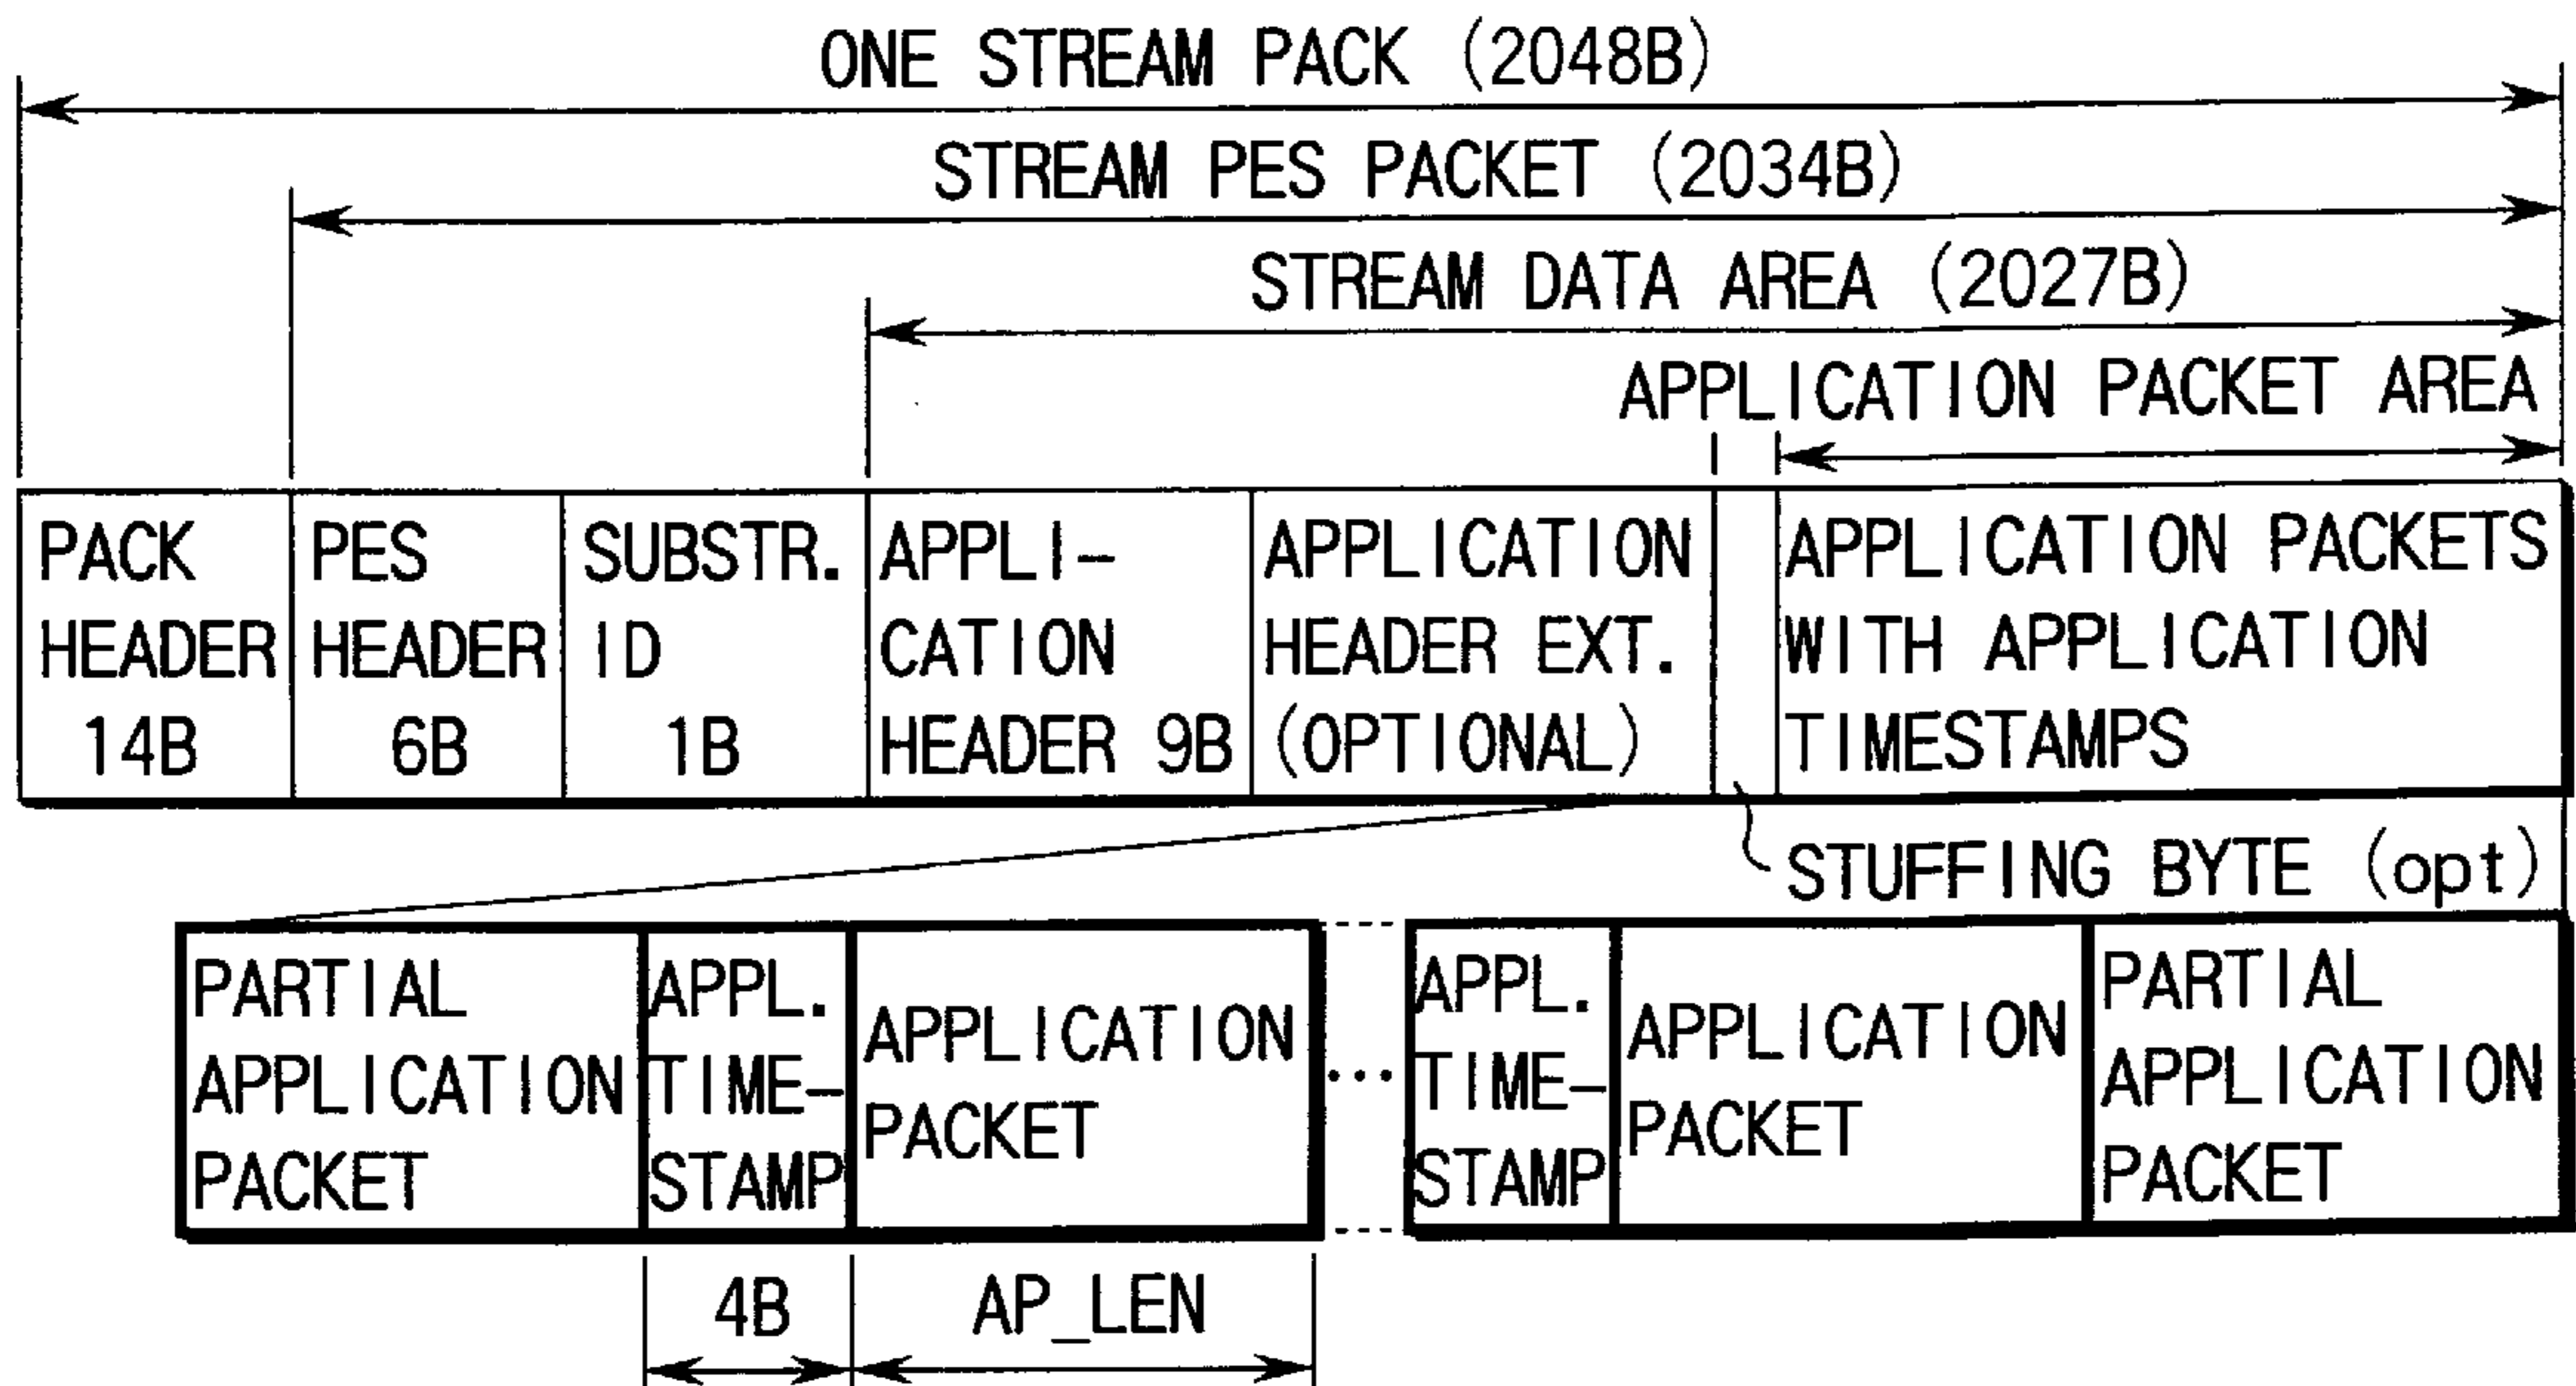 ONE STREAM PACK (2048B)
STREAM PES PACKET (2034B)
STREAM DATA AREA (2027B)
APPLICATION PACKET AREA
PACK
HEADER
14B
PES
HEADER
6B
SUBSTR.
ID
1B
APPLI-
CATION
HEADER 9B
APPLICATION
HEADER EXT.
(OPTIONAL)
APPLICATION PACKETS
WITH APPLICATION
TIMESTAMPS
STUFFING BYTE (opt)
PARTIAL
APPLICATION
PACKET
APPL.
TIME-
STAMP
APPLICATION
PACKET
...
APPL.
TIME-
STAMP
APPLICATION
PACKET
PARTIAL
APPLICATION
PACKET
4B
AP_LEN